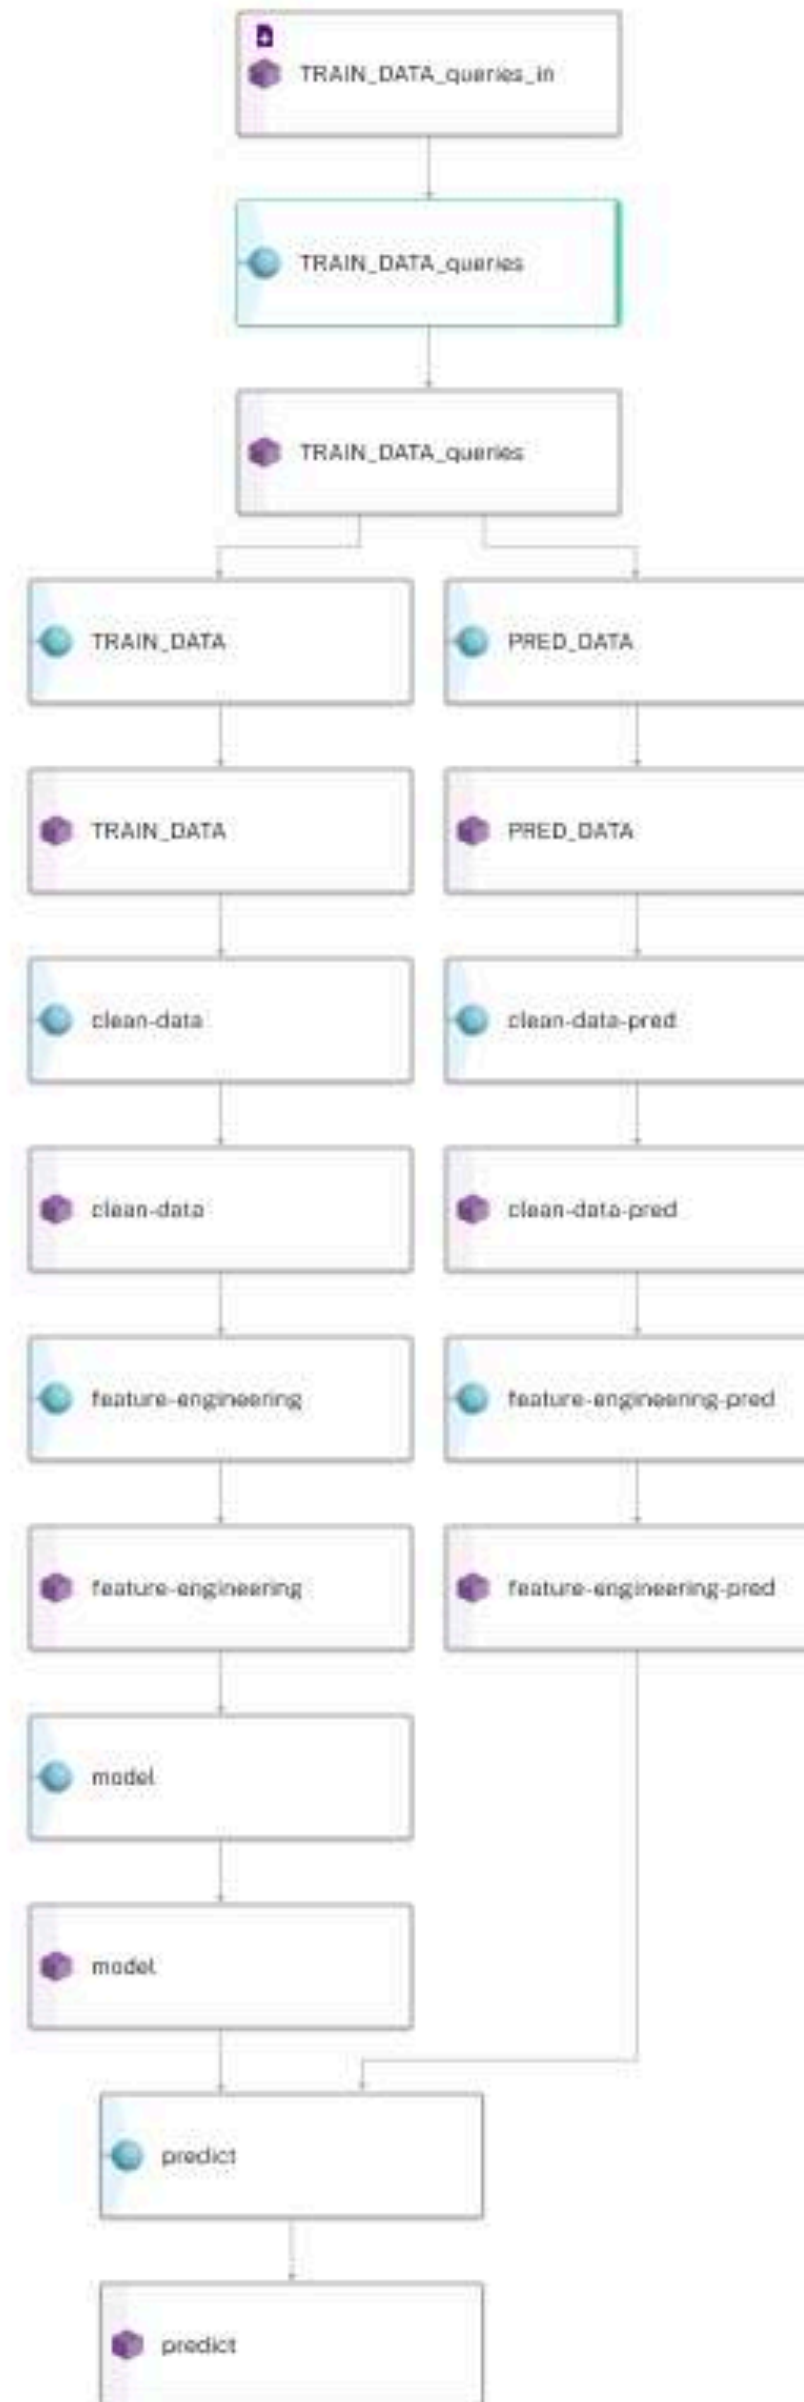 TRAIN_DATA_queries_in
TRAIN_DATA_queries
TRAIN_DATA_queries
TRAIN_DATA
PRED_DATA
TRAIN_DATA
PRED_DATA
clean-data
clean-data-pred
clean-data
clean-data-pred
feature-engineering
feature-engineering-pred
feature-engineering
feature-engineering-pred
model
model
predict
predict